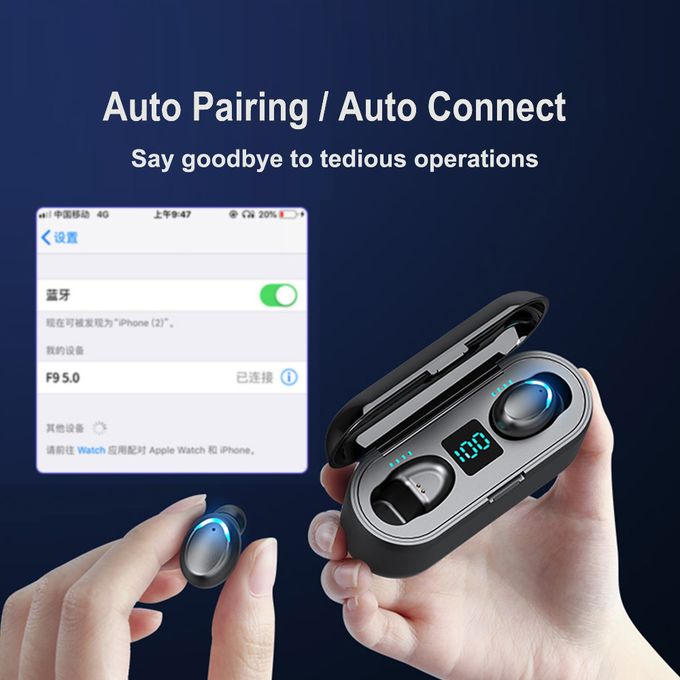 Auto Pairing / Auto Connect
Say goodbye to tedious operations
中国移动 4G 上午9:47 20%
设置
蓝牙
现在可被发现为“iPhone (2)”。
我的设备
F9 5.0 已连接
其他设备
请前往 Watch 应用配对 Apple Watch 和 iPhone。
100